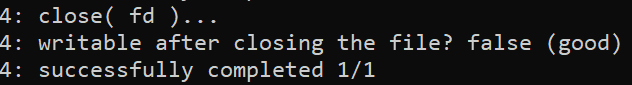 4: close( fd )...
4: writable after closing the file? false (good)
4: successfully completed 1/1